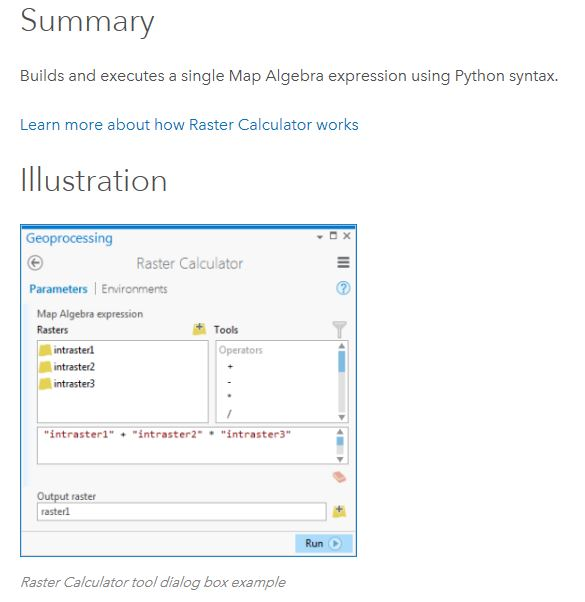 Summary
Builds and executes a single Map Algebra expression using Python syntax.
Learn more about how Raster Calculator works
Illustration
Geoprocessing
Raster Calculator
Parameters | Environments
Map Algebra expression
Rasters Tools
intraster1
intraster2
intraster3
Operators
+
-
*
/
"intraster1" + "intraster2" * "intraster3"
Output raster
raster1
Run
Raster Calculator tool dialog box example